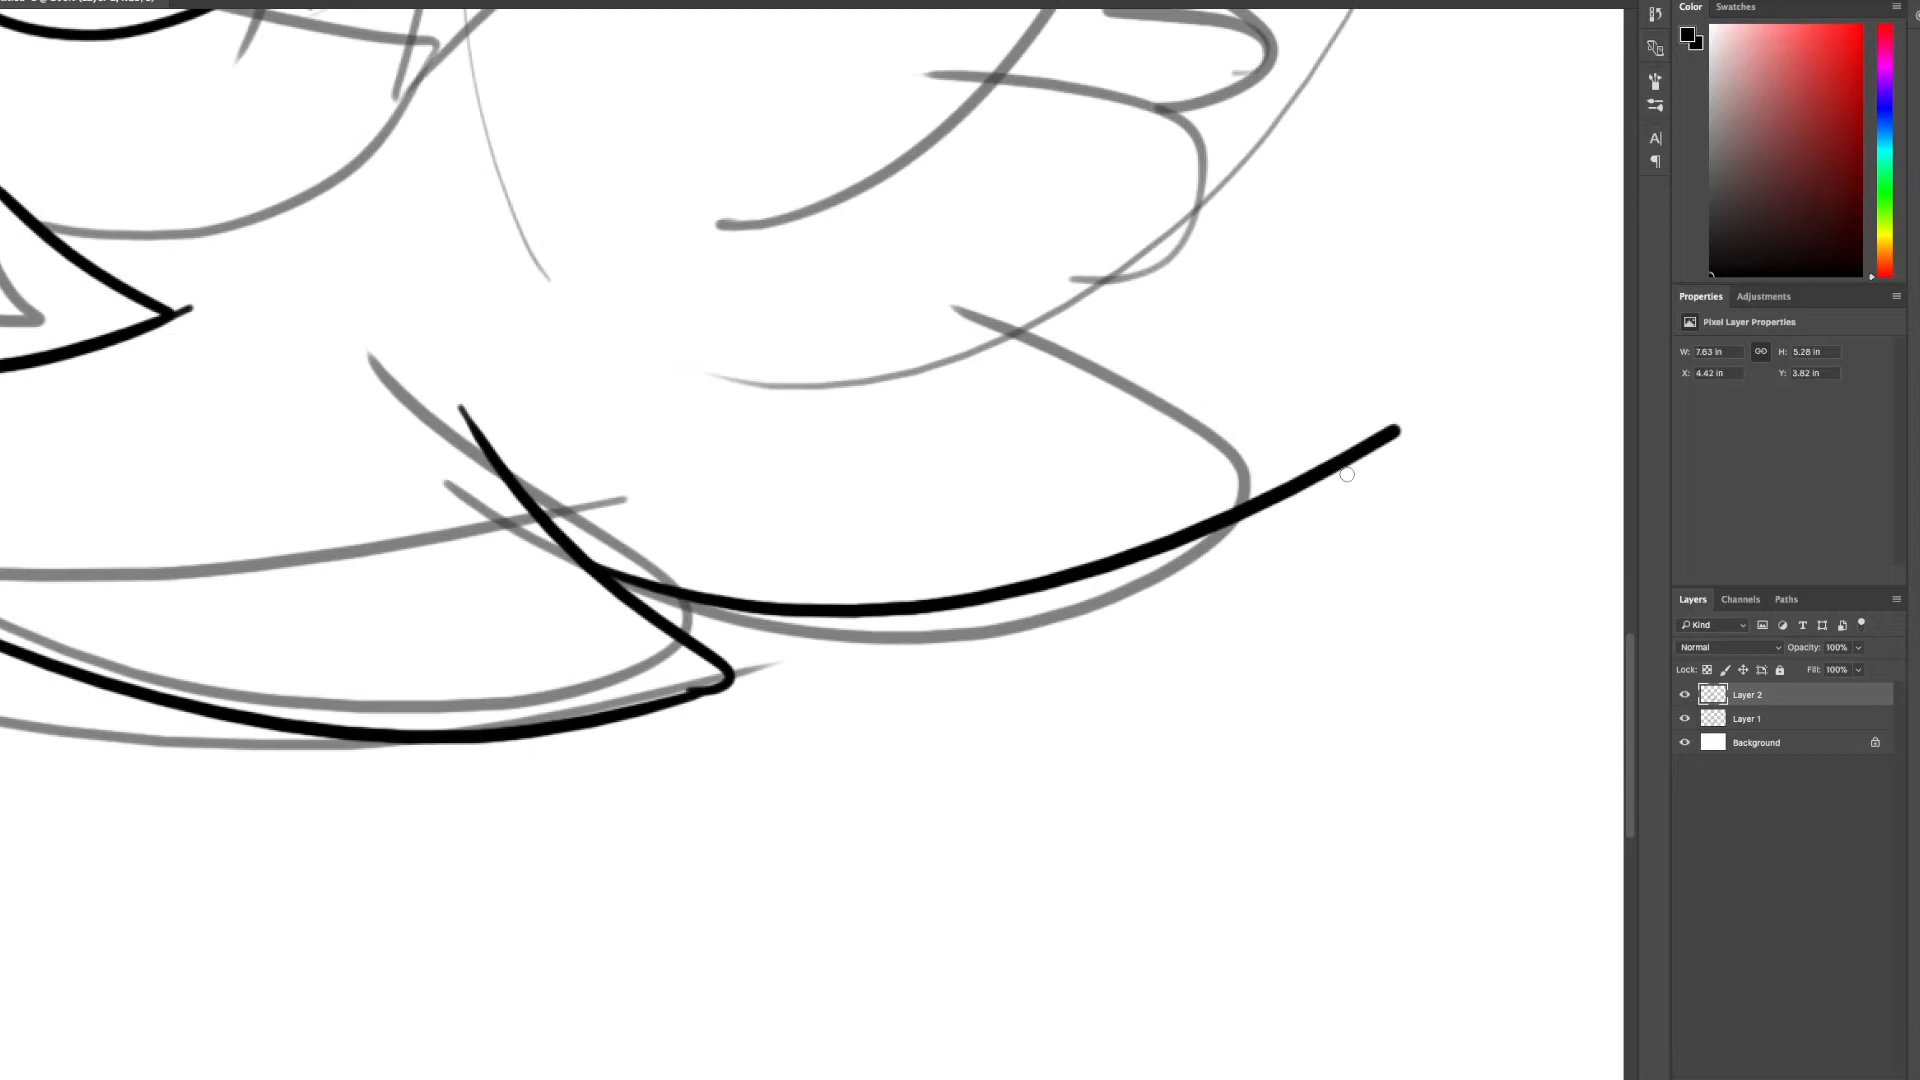 Color Swatches
Properties Adjustments
Pixel Layer Properties
W: 7.63 in H: 5.28 in
X: 4.42 in Y: 3.82 in
Layers Channels Paths
Kind
Normal Opacity: 100%
Lock: Fill: 100%
Layer 2
Layer 1
Background